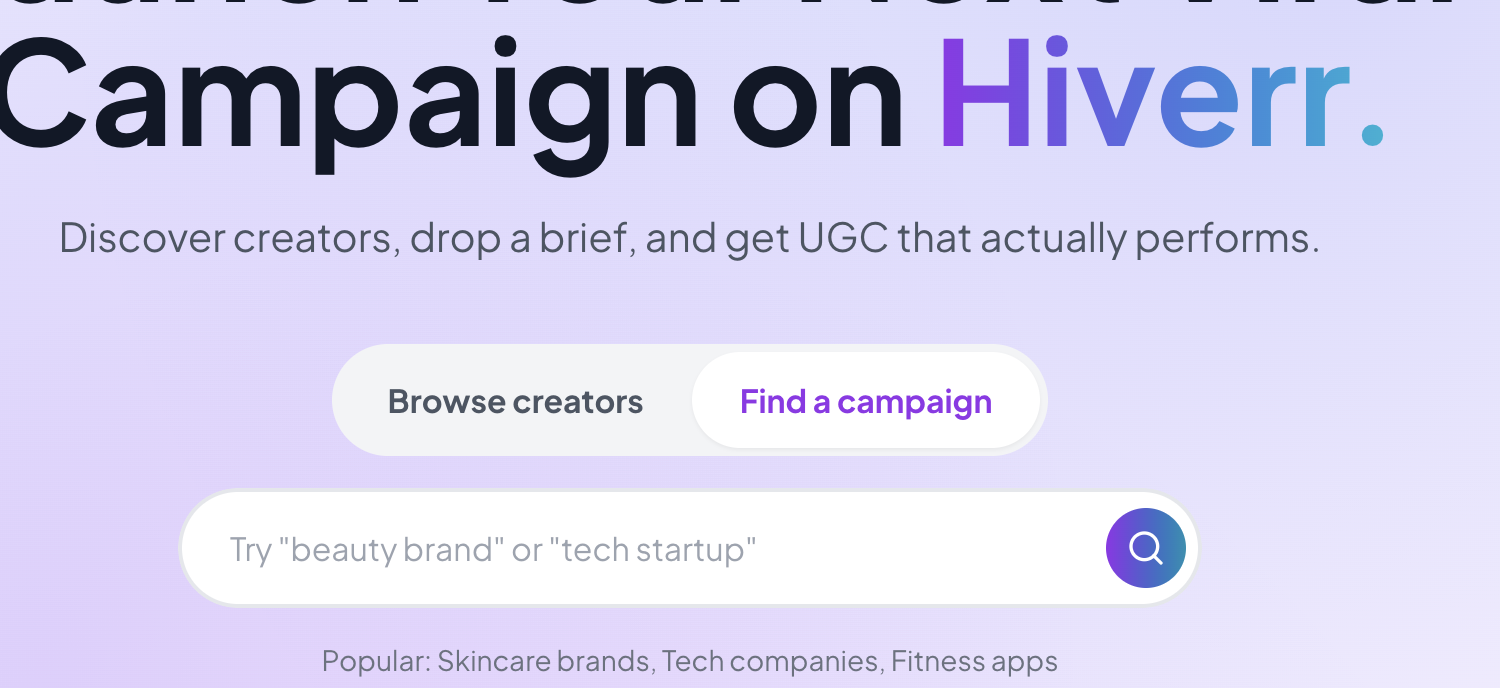 Campaign on Hiverr.
Discover creators, drop a brief, and get UGC that actually performs.
Browse creators
Find a campaign
Try "beauty brand" or "tech startup"
Popular: Skincare brands, Tech companies, Fitness apps